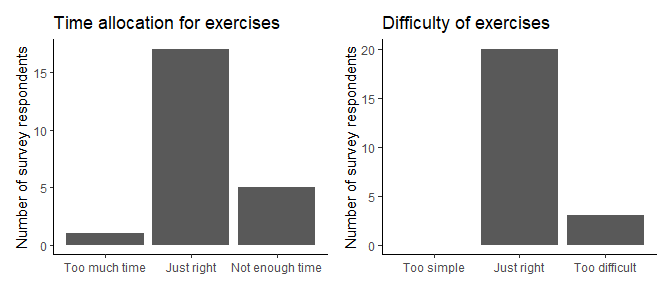 Time allocation for exercises
Number of survey respondents
15
10
5
0
Too much time
Just right
Not enough time
Difficulty of exercises
Number of survey respondents
20
15
10
5
0
Too simple
Just right
Too difficult